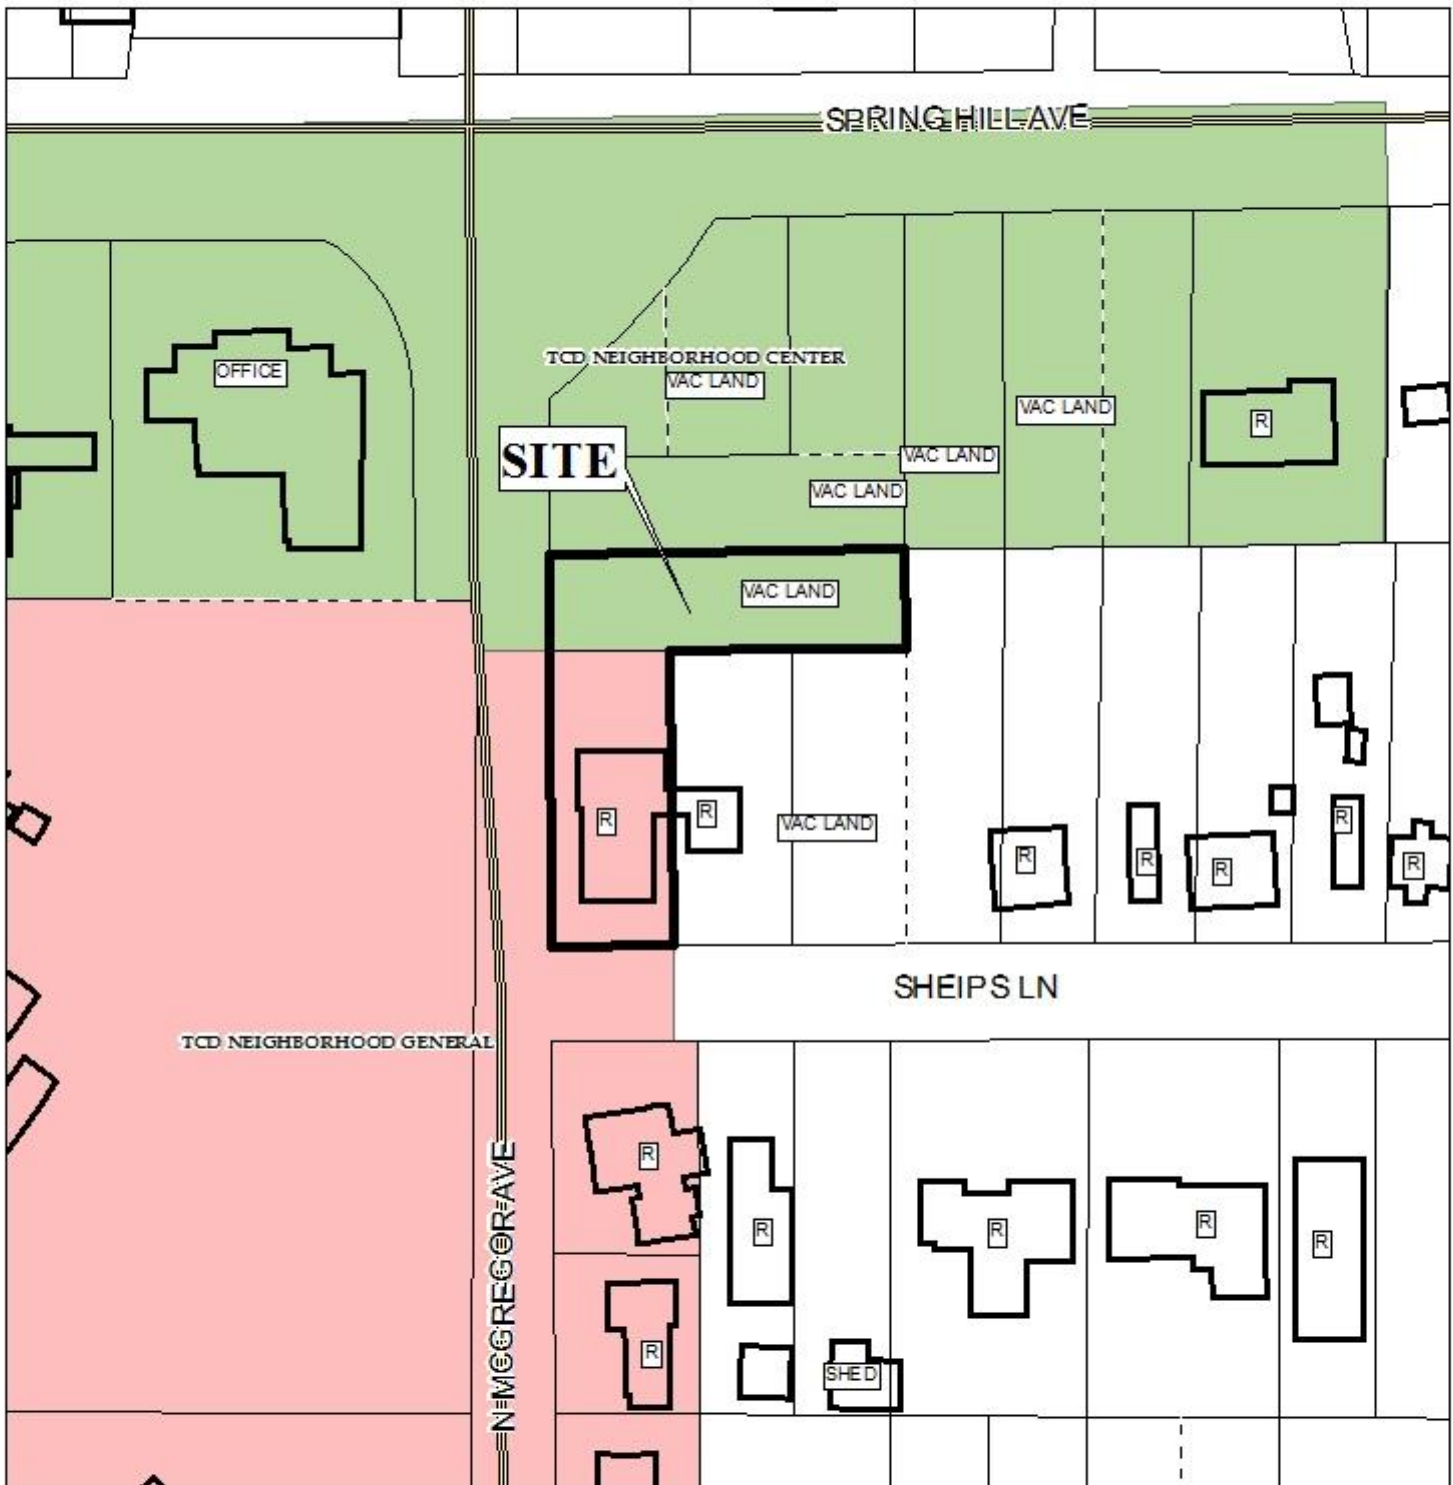 SPRING HILL AVE
TCD NEIGHBORHOOD CENTER
OFFICE
VAC LAND
VAC LAND
R
SITE
VAC LAND
VAC LAND
VAC LAND
R
R
VAC LAND
R
R
R
R
R
SHEIPS LN
TCD NEIGHBORHOOD GENERAL
N MCGREGOR AVE
R
R
R
R
R
R
SHED